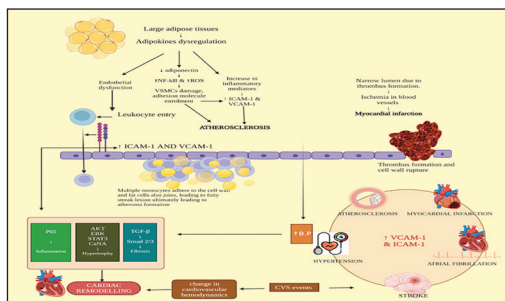 Large adipose tissues
↓
Adipokines dysregulation
Endothelial
dysfunction
↓ adiponectin
↑NF-kB & ↑ROS
VSMCs damage,
adhesion molecule
enrolment
Increase in
inflammatory
mediators
↑ ICAM-1 &
VCAM-1
Leukocyte entry
ATHEROSCLEROSIS
Narrow lumen due to
thrombus formation.
↓
Ischemia in blood
vessels
↓
Myocardial infarction
↑ ICAM-1 AND VCAM-1
Thrombus formation and
cell wall rupture
Multiple monocytes adhere to the cell wall
and fat cells also joins, leading to fatty
streak lesion ultimately leading to
atheroma formation
P65
↓
Inflammation
AKT
ERK
STAT3
CaNA
↓
Hypertrophy
TGF-β
↓
Smad 2/3
↓
Fibrosis
↑ B.P
HYPERTENSION
ATHEROSCLEROSIS
MYOCARDIAL INFARCTION
↑ VCAM-1
& ICAM-1
ATRIAL FIBRILLATION
STROKE
CARDIAC
REMODELLING
change in
cardiovascular
hemodynamics
CVS events